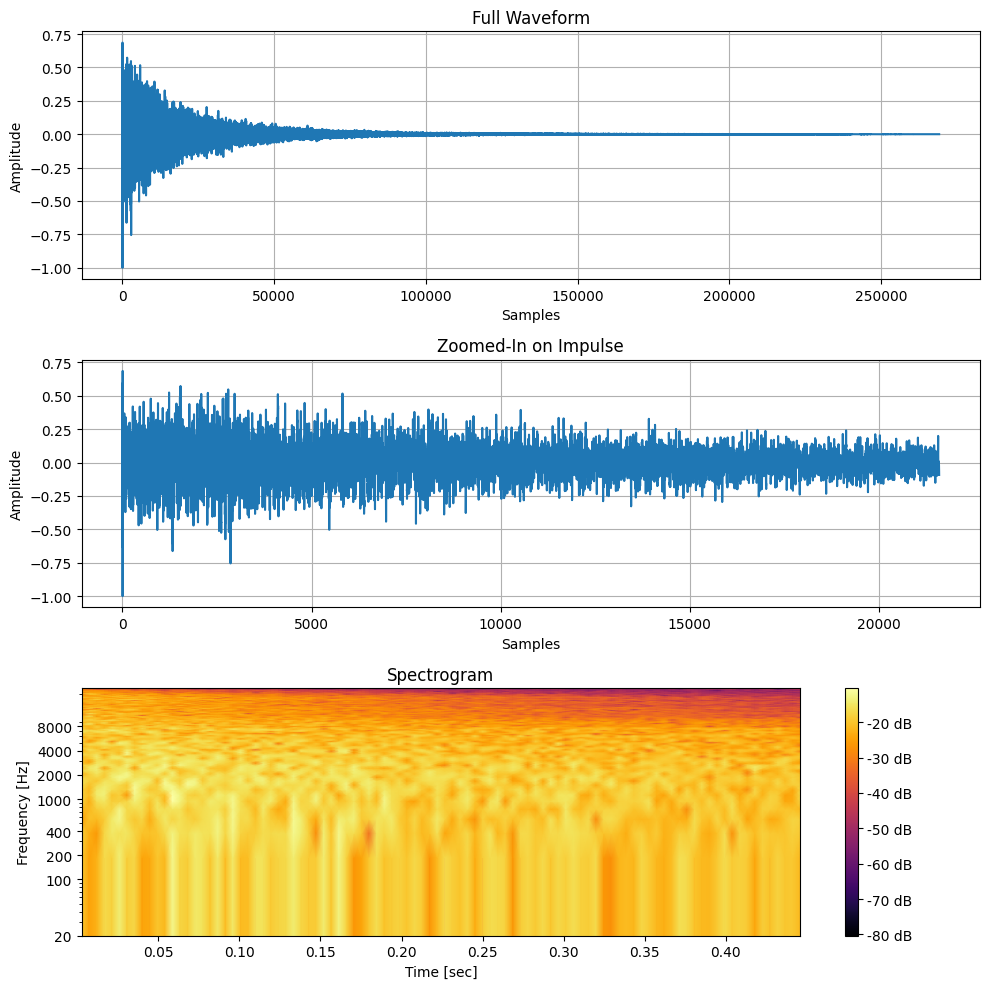 Full Waveform
0.75
0.50
0.25
0.00
−0.25
−0.50
−0.75
−1.00
Amplitude
0 50000 100000 150000 200000 250000
Samples
Zoomed-In on Impulse
0.75
0.50
0.25
0.00
−0.25
−0.50
−0.75
−1.00
Amplitude
0 5000 10000 15000 20000
Samples
Spectrogram
8000
4000
2000
1000
400
200
100
20
Frequency [Hz]
0.05 0.10 0.15 0.20 0.25 0.30 0.35 0.40
Time [sec]
-20 dB
-30 dB
-40 dB
-50 dB
-60 dB
-70 dB
-80 dB